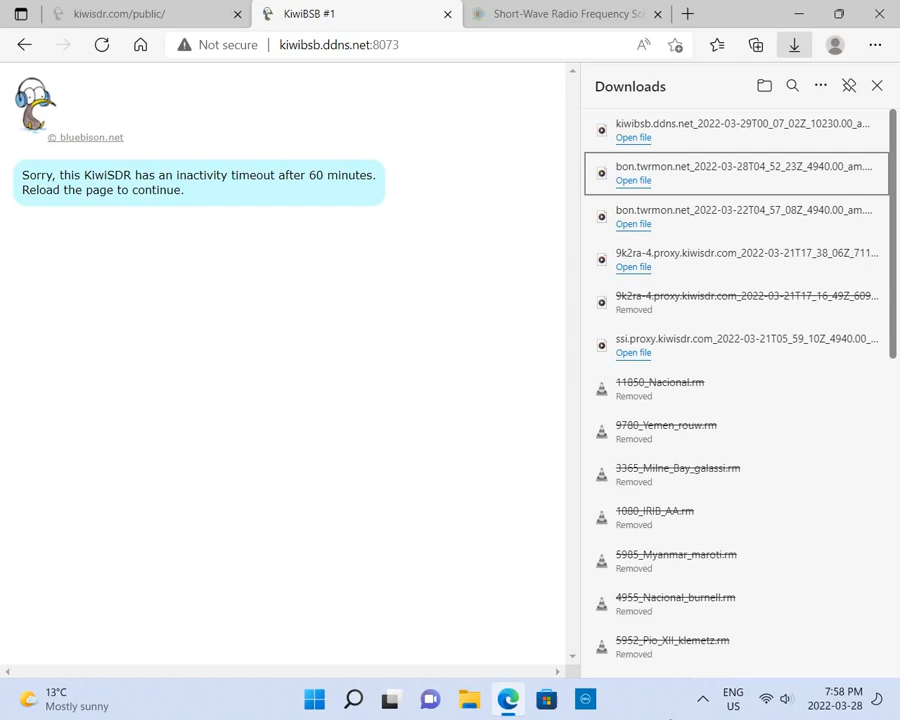 kiwisdr.com/public/
KiwiBSB #1
Short-Wave Radio Frequency Sc
Not secure
kiwibsb.ddns.net:8073
© bluebison.net
Sorry, this KiwiSDR has an inactivity timeout after 60 minutes.
Reload the page to continue.
Downloads
kiwibsb.ddns.net_2022-03-29T00_07_02Z_10230.00_a...
Open file
bon.twrmon.net_2022-03-28T04_52_23Z_4940.00_am....
Open file
bon.twrmon.net_2022-03-22T04_57_08Z_4940.00_am....
Open file
9k2ra-4.proxy.kiwisdr.com_2022-03-21T17_38_06Z_711...
Open file
9k2ra-4.proxy.kiwisdr.com_2022-03-21T17_16_49Z_609...
Removed
ssi.proxy.kiwisdr.com_2022-03-21T05_59_10Z_4940.00_...
Open file
11850_Nacional.rm
Removed
9780_Yemen_rouw.rm
Removed
3365_Milne_Bay_galassi.rm
Removed
1080_IRIB_AA.rm
Removed
5985_Myanmar_maroti.rm
Removed
4955_Nacional_burnell.rm
Removed
5952_Pio_XII_klemetz.rm
Removed
13°C
Mostly sunny
ENG
US
7:58 PM
2022-03-28